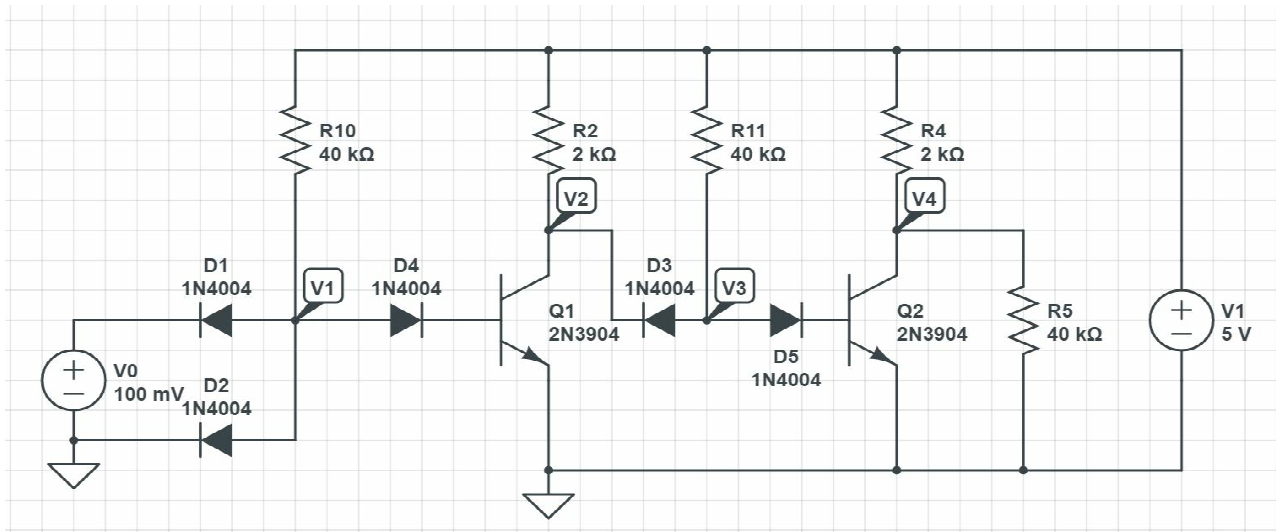 R10
40 kΩ
R2
2 kΩ
R11
40 kΩ
R4
2 kΩ
V2
V4
D1
1N4004
D4
1N4004
D3
1N4004
V1
V3
Q1
2N3904
Q2
2N3904
R5
40 kΩ
+
−
V1
5 V
D5
1N4004
+
−
V0
100 mV
D2
1N4004